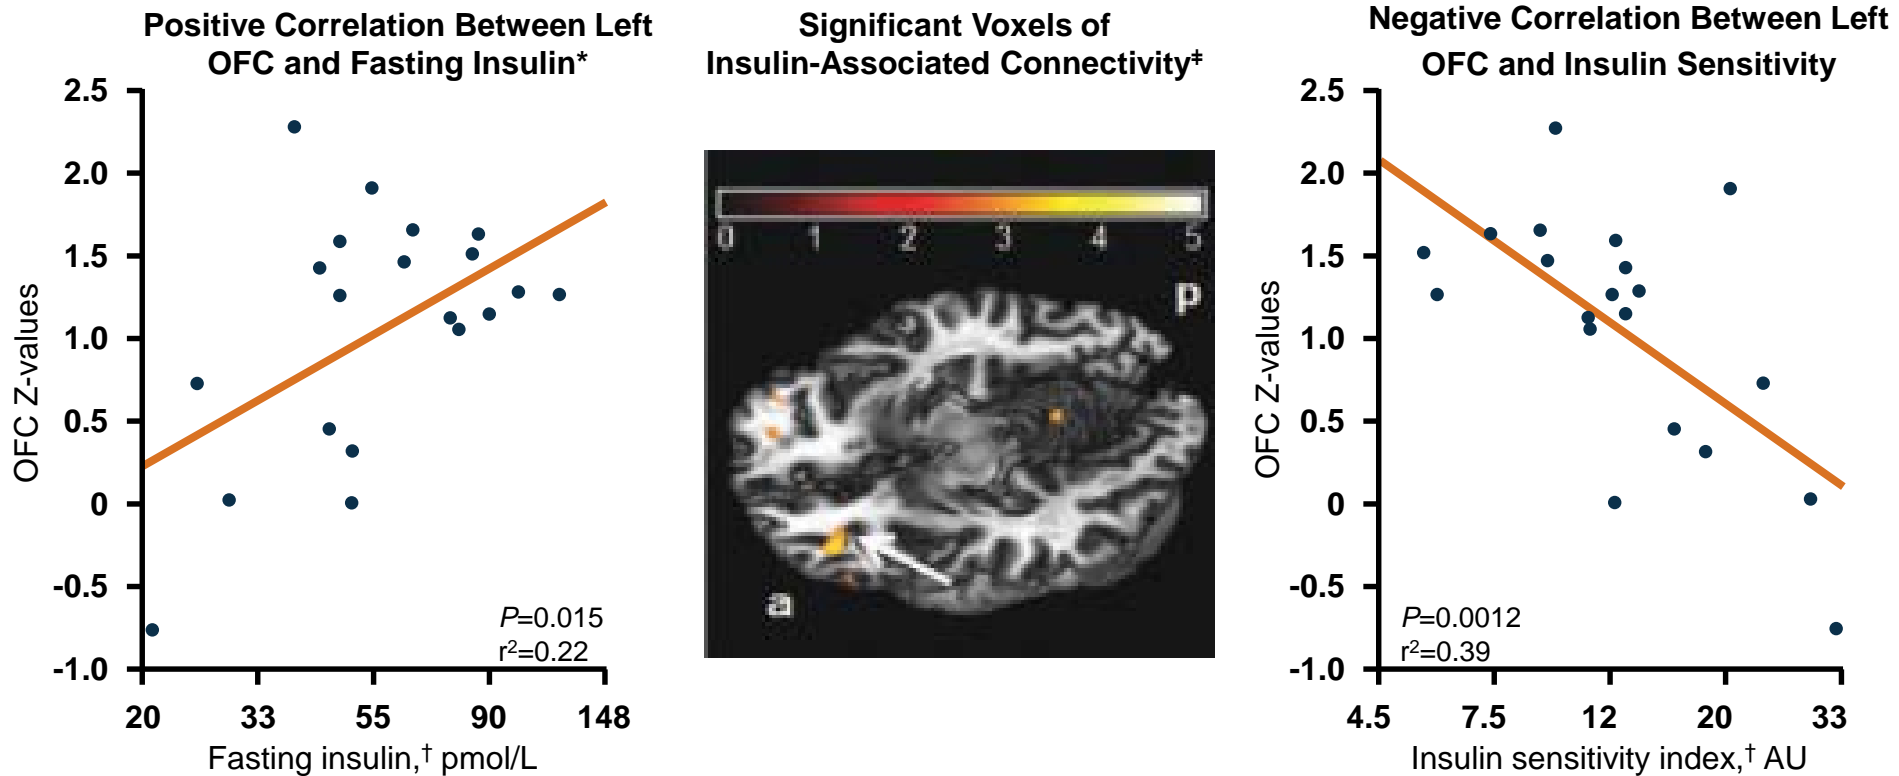 Positive Correlation Between Left
OFC and Fasting Insulin*
2.5
2.0
1.5
1.0
0.5
0
-0.5
-1.0
OFC Z-values
P=0.015
r²=0.22
20 33 55 90 148
Fasting insulin,† pmol/L
Significant Voxels of
Insulin-Associated Connectivity‡
0 1 2 3 4 5
p
a
Negative Correlation Between Left
OFC and Insulin Sensitivity
2.5
2.0
1.5
1.0
0.5
0
-0.5
-1.0
OFC Z-values
P=0.0012
r²=0.39
4.5 7.5 12 20 33
Insulin sensitivity index,† AU